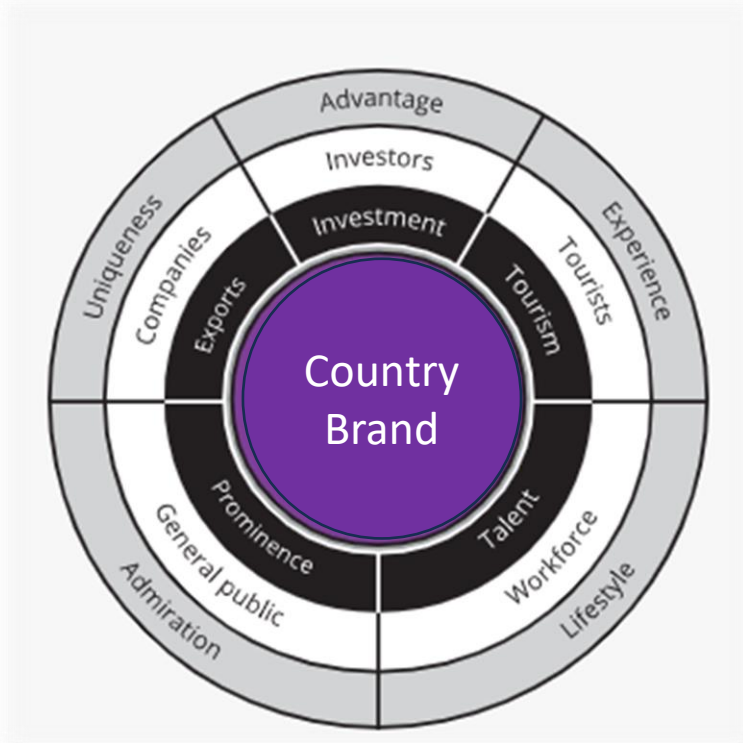 Advantage
Investors
Investment
Uniqueness
Companies
Exports
Experience
Tourists
Tourism
Country
Brand
Prominence
General public
Admiration
Talent
Workforce
Lifestyle